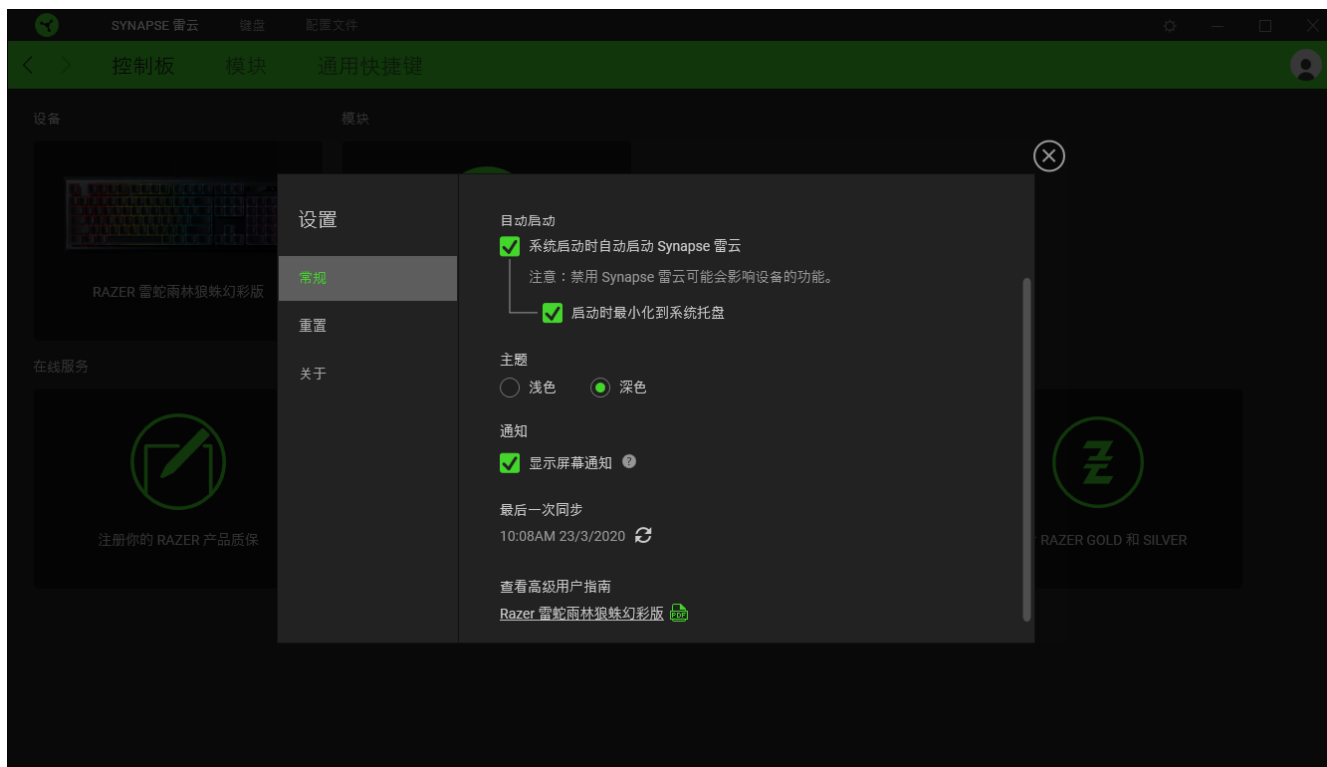 SYNAPSE 雷云 键盘 配置文件
控制板 模块 通用快捷键
设备 模块
RAZER 雷蛇雨林狼蛛幻彩版
在线服务
注册你的 RAZER 产品质保
RAZER GOLD 和 SILVER
设置
常规
重置
关于
自动启动
系统启动时自动启动 Synapse 雷云
注意：禁用 Synapse 雷云可能会影响设备的功能。
启动时最小化到系统托盘
主题
浅色 深色
通知
显示屏幕通知 ?
最后一次同步
10:08AM 23/3/2020
查看高级用户指南
Razer 雷蛇雨林狼蛛幻彩版 PDF